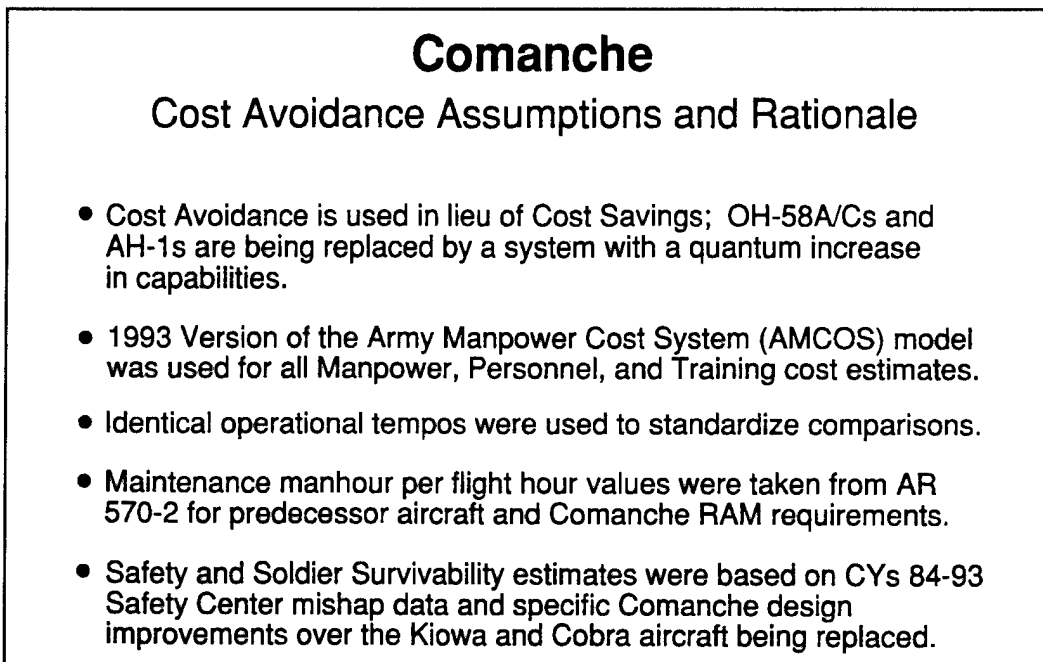 Comanche
Cost Avoidance Assumptions and Rationale
• Cost Avoidance is used in lieu of Cost Savings; OH-58A/Cs and
AH-1s are being replaced by a system with a quantum increase
in capabilities.
• 1993 Version of the Army Manpower Cost System (AMCOS) model
was used for all Manpower, Personnel, and Training cost estimates.
• Identical operational tempos were used to standardize comparisons.
• Maintenance manhour per flight hour values were taken from AR
570-2 for predecessor aircraft and Comanche RAM requirements.
• Safety and Soldier Survivability estimates were based on CYs 84-93
Safety Center mishap data and specific Comanche design
improvements over the Kiowa and Cobra aircraft being replaced.